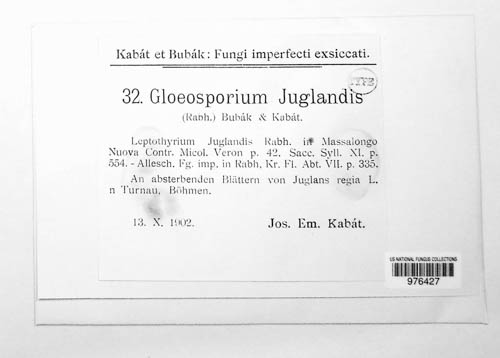 Kabát et Bubák: Fungi imperfecti exsiccati.
TYPE
32. Gloeosporium Juglandis
(Rabh.) Bubák & Kabát.
Leptothyrium Juglandis Rabh. in Massalongo
Nuova Contr. Micol. Veron p. 42. Sacc. Syll. XI. p.
554. - Allesch. Fg. imp. in Rabh. Kr. Fl. Abt. VII. p. 335.
An absterbenden Blättern von Juglans regia L.
n Turnau, Böhmen.
13. X. 1902. Jos. Em. Kabát.
US NATIONAL FUNGUS COLLECTIONS
976427